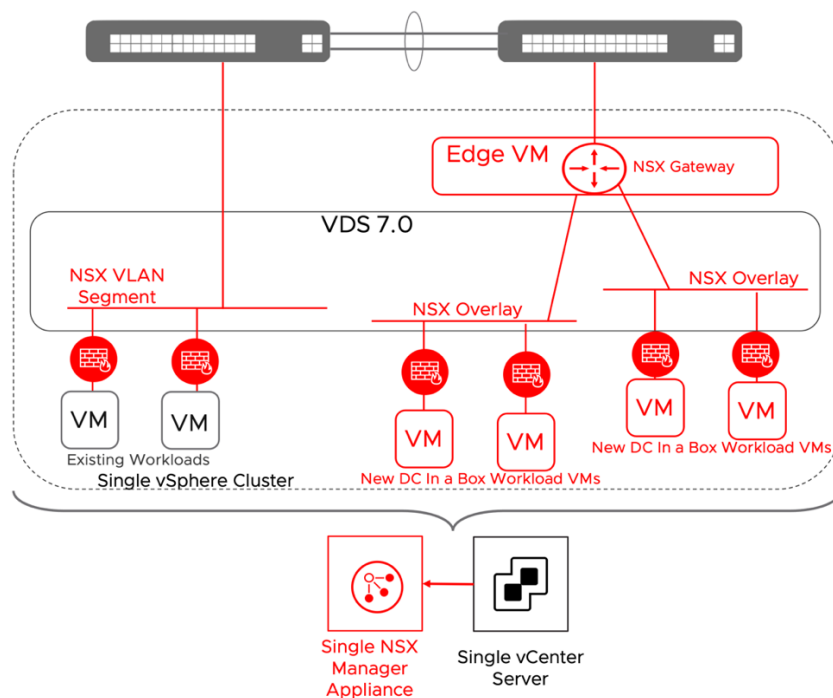 Edge VM
NSX Gateway
VDS 7.0
NSX VLAN
Segment
NSX Overlay
NSX Overlay
VM
VM
VM
VM
VM
VM
Existing Workloads
Single vSphere Cluster
New DC In a Box Workload VMs
New DC In a Box Workload VMs
Single NSX
Manager
Appliance
Single vCenter
Server